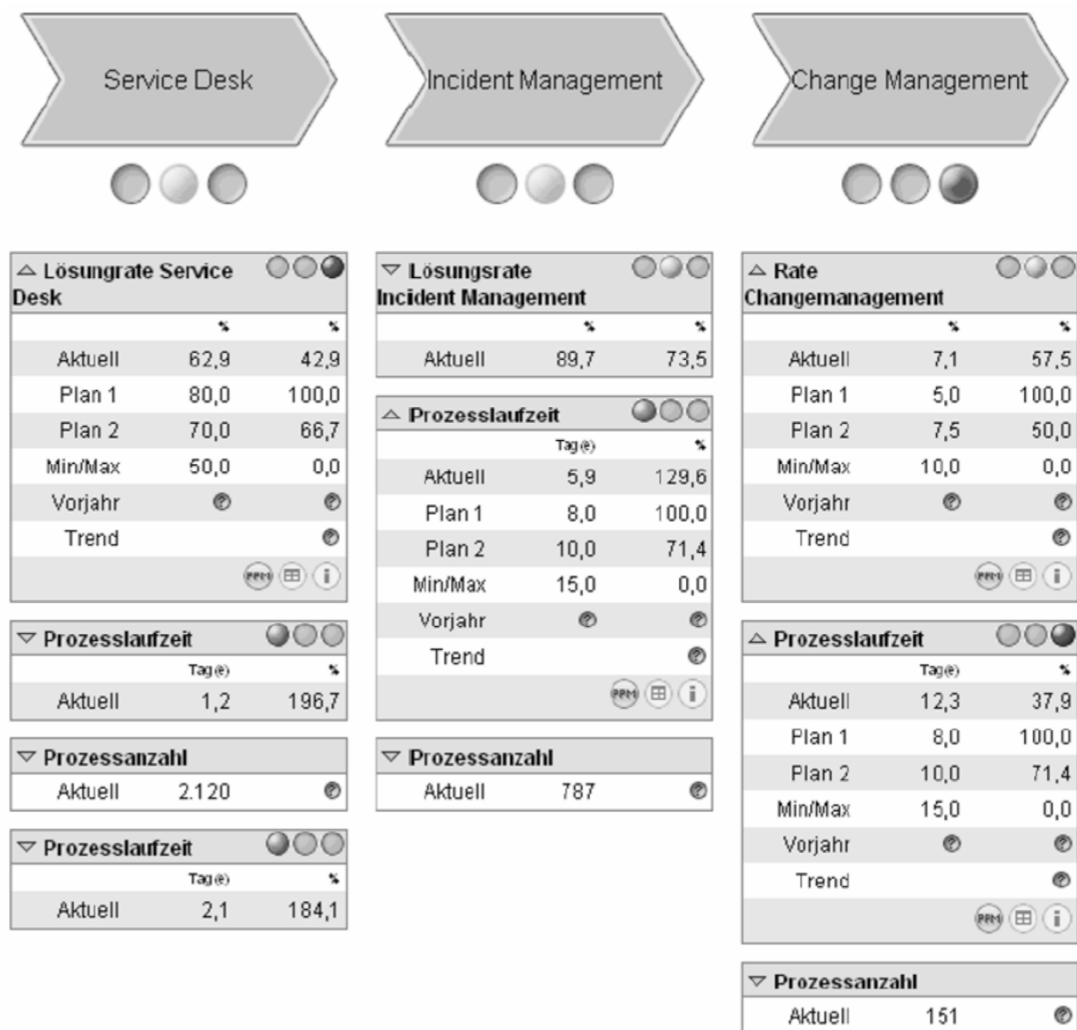 Service Desk
Incident Management
Change Management
Lösungrate Service
Desk
% %
Aktuell 62,9 42,9
Plan 1 80,0 100,0
Plan 2 70,0 66,7
Min/Max 50,0 0,0
Vorjahr ? ?
Trend ?
PPM i
Prozesslaufzeit
Tag(e) %
Aktuell 1,2 196,7
Prozessanzahl
Aktuell 2.120 ?
Prozesslaufzeit
Tag(e) %
Aktuell 2,1 184,1
Lösungsrate
Incident Management
% %
Aktuell 89,7 73,5
Prozesslaufzeit
Tag(e) %
Aktuell 5,9 129,6
Plan 1 8,0 100,0
Plan 2 10,0 71,4
Min/Max 15,0 0,0
Vorjahr ? ?
Trend ?
PPM i
Prozessanzahl
Aktuell 787 ?
Rate
Changemanagement
% %
Aktuell 7,1 57,5
Plan 1 5,0 100,0
Plan 2 7,5 50,0
Min/Max 10,0 0,0
Vorjahr ? ?
Trend ?
PPM i
Prozesslaufzeit
Tag(e) %
Aktuell 12,3 37,9
Plan 1 8,0 100,0
Plan 2 10,0 71,4
Min/Max 15,0 0,0
Vorjahr ? ?
Trend ?
PPM i
Prozessanzahl
Aktuell 151 ?